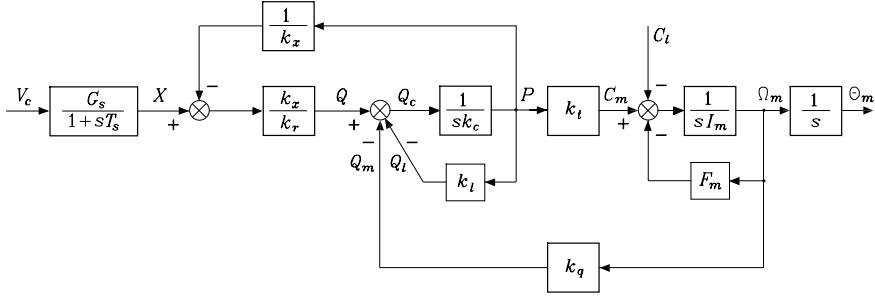 1
k_x
C_l
V_c
G_s
1+sT_s
X
−
+
k_x
k_r
Q
+
Q_c
1
sk_c
P
k_t
C_m
+
−
−
1
sI_m
Ω_m
1
s
Θ_m
−
−
Q_m
Q_l
k_l
F_m
k_q